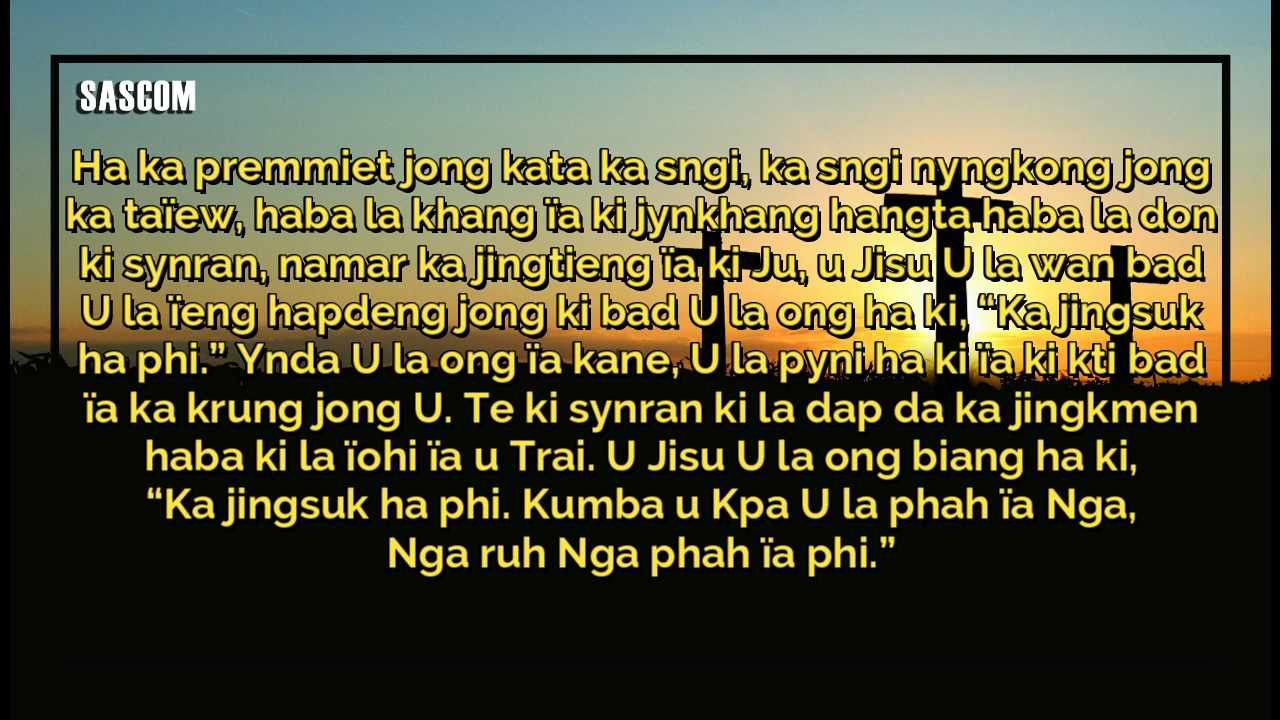 SASCOM
Ha ka premmiet jong kata ka sngi, ka sngi nyngkong jong
ka taïew, haba la khang ïa ki jynkhang hangta haba la don
ki synran, namar ka jingtieng ïa ki Ju, u Jisu U la wan bad
U la ïeng hapdeng jong ki bad U la ong ha ki, “Ka jingsuk
ha phi.” Ynda U la ong ïa kane, U la pyni ha ki ïa ki kti bad
ïa ka krung jong U. Te ki synran ki la dap da ka jingkmen
haba ki la ïohi ïa u Trai. U Jisu U la ong biang ha ki,
“Ka jingsuk ha phi. Kumba u Kpa U la phah ïa Nga,
Nga ruh Nga phah ïa phi.”